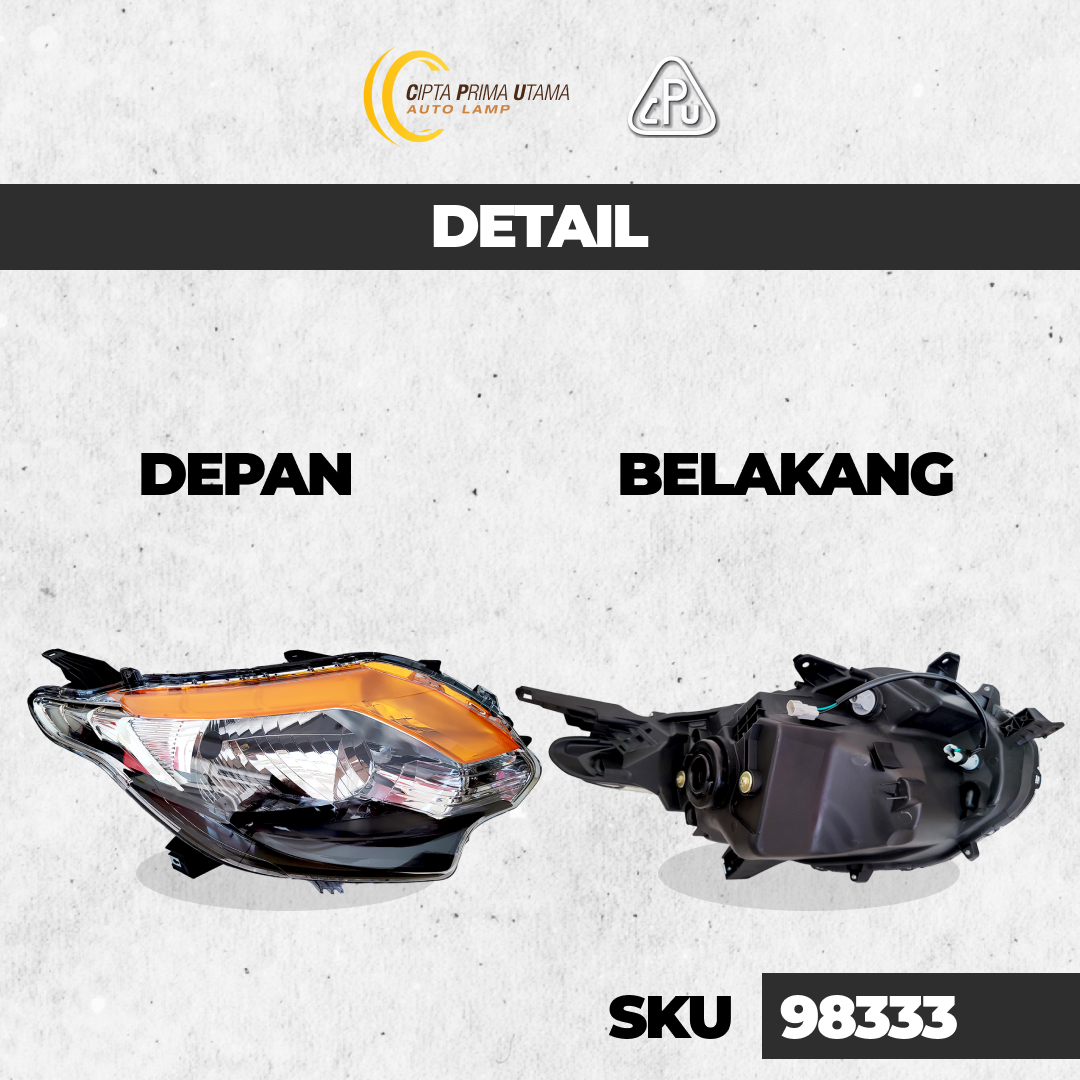 CIPTA PRIMA UTAMA
AUTO LAMP
CPU
DETAIL
DEPAN
BELAKANG
SKU 98333